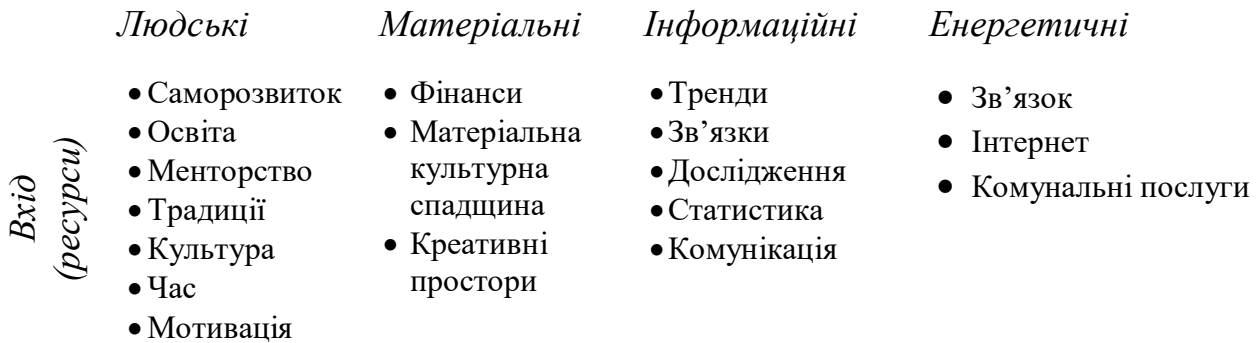 Людські
Матеріальні
Інформаційні
Енергетичні
Вхід
(ресурси)
• Саморозвиток
• Освіта
• Менторство
• Традиції
• Культура
• Час
• Мотивація
• Фінанси
• Матеріальна
культурна
спадщина
• Креативні
простори
• Тренди
• Зв’язки
• Дослідження
• Статистика
• Комунікація
• Зв’язок
• Інтернет
• Комунальні послуги